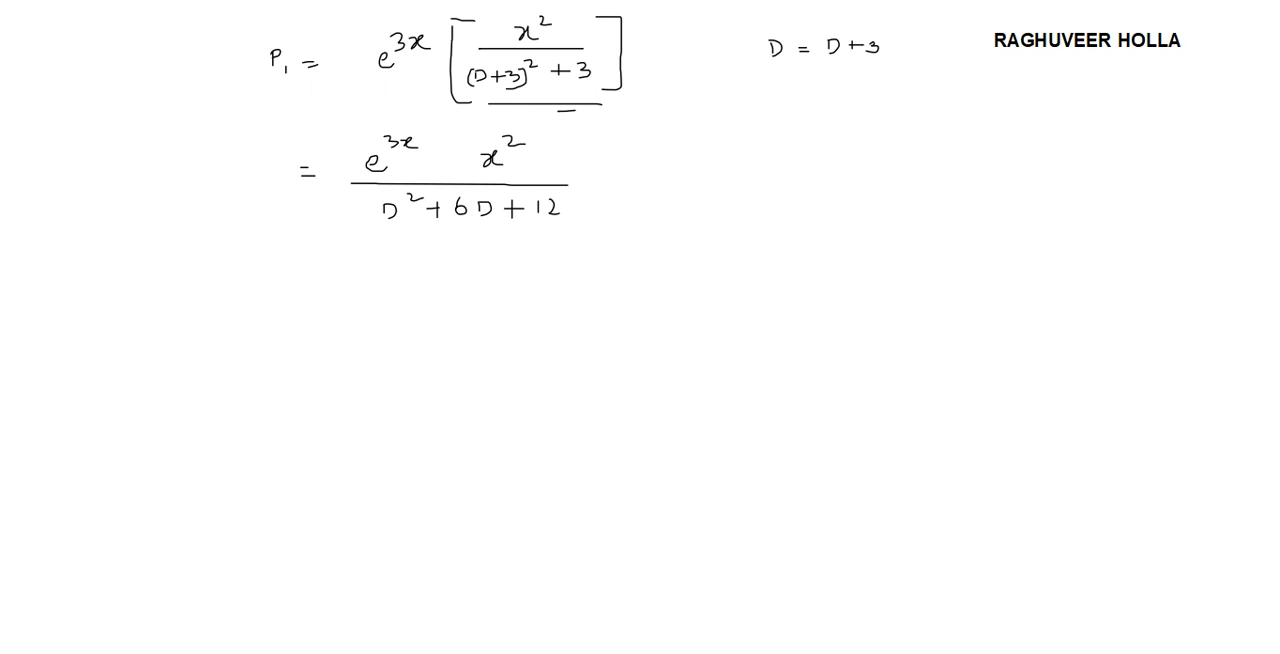 P₁ = e^{3x} [ x² / ((D+3)² + 3) ]
D = D+3
RAGHUVEER HOLLA
= e^{3x} x² / (D² + 6D + 12)